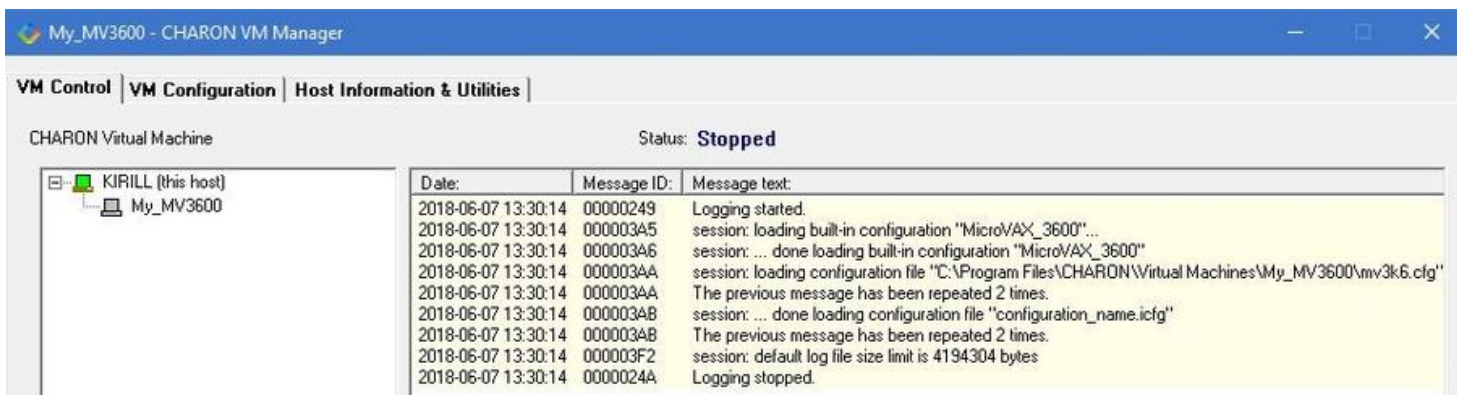 My_MV3600 - CHARON VM Manager
VM Control VM Configuration Host Information & Utilities
CHARON Virtual Machine Status: Stopped
KIRILL (this host)
My_MV3600
Date: Message ID: Message text:
2018-06-07 13:30:14 00000249 Logging started.
2018-06-07 13:30:14 000003A5 session: loading built-in configuration "MicroVAX_3600"...
2018-06-07 13:30:14 000003A6 session: ... done loading built-in configuration "MicroVAX_3600"
2018-06-07 13:30:14 000003AA session: loading configuration file "C:\Program Files\CHARON\Virtual Machines\My_MV3600\mv3k6.cfg"
2018-06-07 13:30:14 000003AA The previous message has been repeated 2 times.
2018-06-07 13:30:14 000003AB session: ... done loading configuration file "configuration_name.icfg"
2018-06-07 13:30:14 000003AB The previous message has been repeated 2 times.
2018-06-07 13:30:14 000003F2 session: default log file size limit is 4194304 bytes
2018-06-07 13:30:14 0000024A Logging stopped.